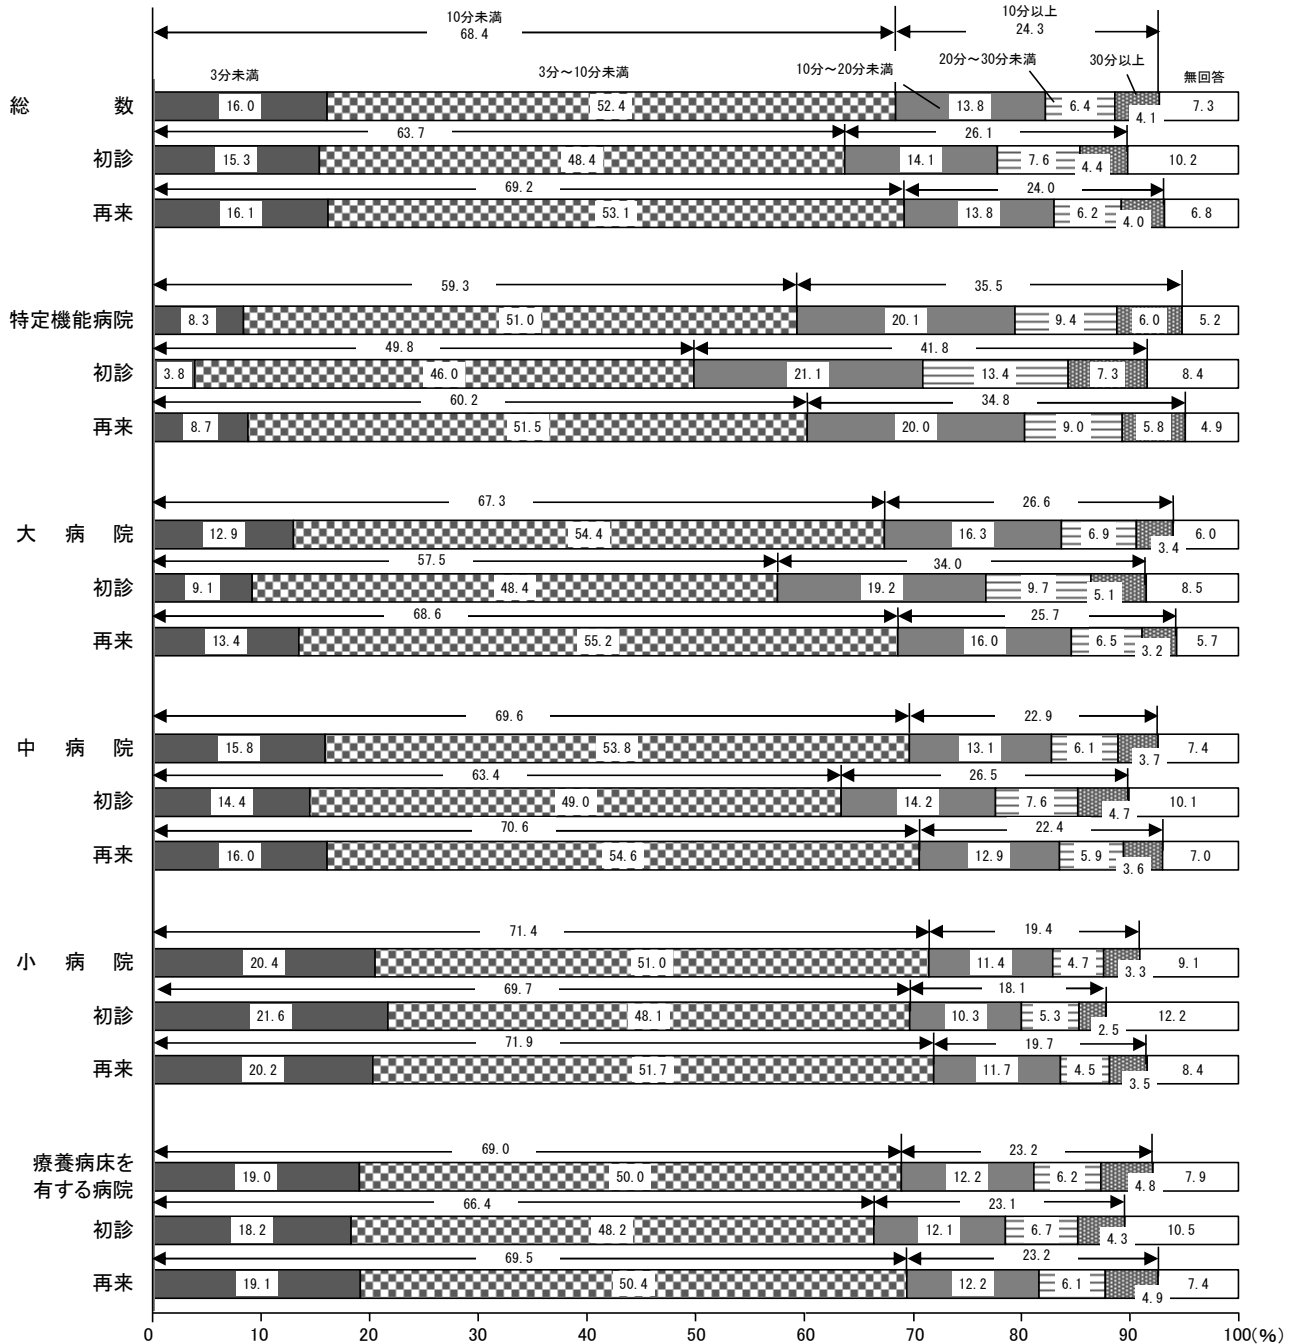 10分未満
68.4
10分以上
24.3
3分未満
3分～10分未満
10分～20分未満
20分～30分未満
30分以上
無回答
総数
16.0 52.4 13.8 6.4 4.1 7.3
63.7 26.1
初診
15.3 48.4 14.1 7.6 4.4 10.2
69.2 24.0
再来
16.1 53.1 13.8 6.2 4.0 6.8
59.3 35.5
特定機能病院
8.3 51.0 20.1 9.4 6.0 5.2
49.8 41.8
初診
3.8 46.0 21.1 13.4 7.3 8.4
60.2 34.8
再来
8.7 51.5 20.0 9.0 5.8 4.9
67.3 26.6
大病院
12.9 54.4 16.3 6.9 3.4 6.0
57.5 34.0
初診
9.1 48.4 19.2 9.7 5.1 8.5
68.6 25.7
再来
13.4 55.2 16.0 6.5 3.2 5.7
69.6 22.9
中病院
15.8 53.8 13.1 6.1 3.7 7.4
63.4 26.5
初診
14.4 49.0 14.2 7.6 4.7 10.1
70.6 22.4
再来
16.0 54.6 12.9 5.9 3.6 7.0
71.4 19.4
小病院
20.4 51.0 11.4 4.7 3.3 9.1
69.7 18.1
初診
21.6 48.1 10.3 5.3 2.5 12.2
71.9 19.7
再来
20.2 51.7 11.7 4.5 3.5 8.4
69.0 23.2
療養病床を
有する病院
19.0 50.0 12.2 6.2 4.8 7.9
66.4 23.1
初診
18.2 48.2 12.1 6.7 4.3 10.5
69.5 23.2
再来
19.1 50.4 12.2 6.1 4.9 7.4
0 10 20 30 40 50 60 70 80 90 100(%)